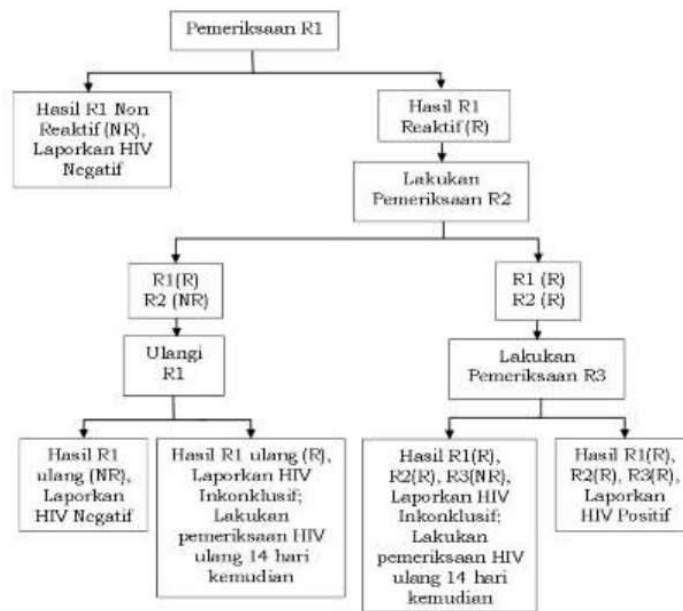 Pemeriksaan R1
Hasil R1 Non
Reaktif (NR),
Laporkan HIV
Negatif
Hasil R1
Reaktif (R)
Lakukan
Pemeriksaan R2
R1(R)
R2 (NR)
R1 (R)
R2 (R)
Ulangi
R1
Lakukan
Pemeriksaan R3
Hasil R1
ulang (NR),
Laporkan
HIV Negatif
Hasil R1 ulang (R),
Laporkan HIV
Inkonklusif;
Lakukan
pemeriksaan HIV
ulang 14 hari
kemudian
Hasil R1(R),
R2(R), R3(NR),
Laporkan HIV
Inkonklusif;
Lakukan
pemeriksaan HIV
ulang 14 hari
kemudian
Hasil R1(R),
R2(R), R3(R),
Laporkan
HIV Positif